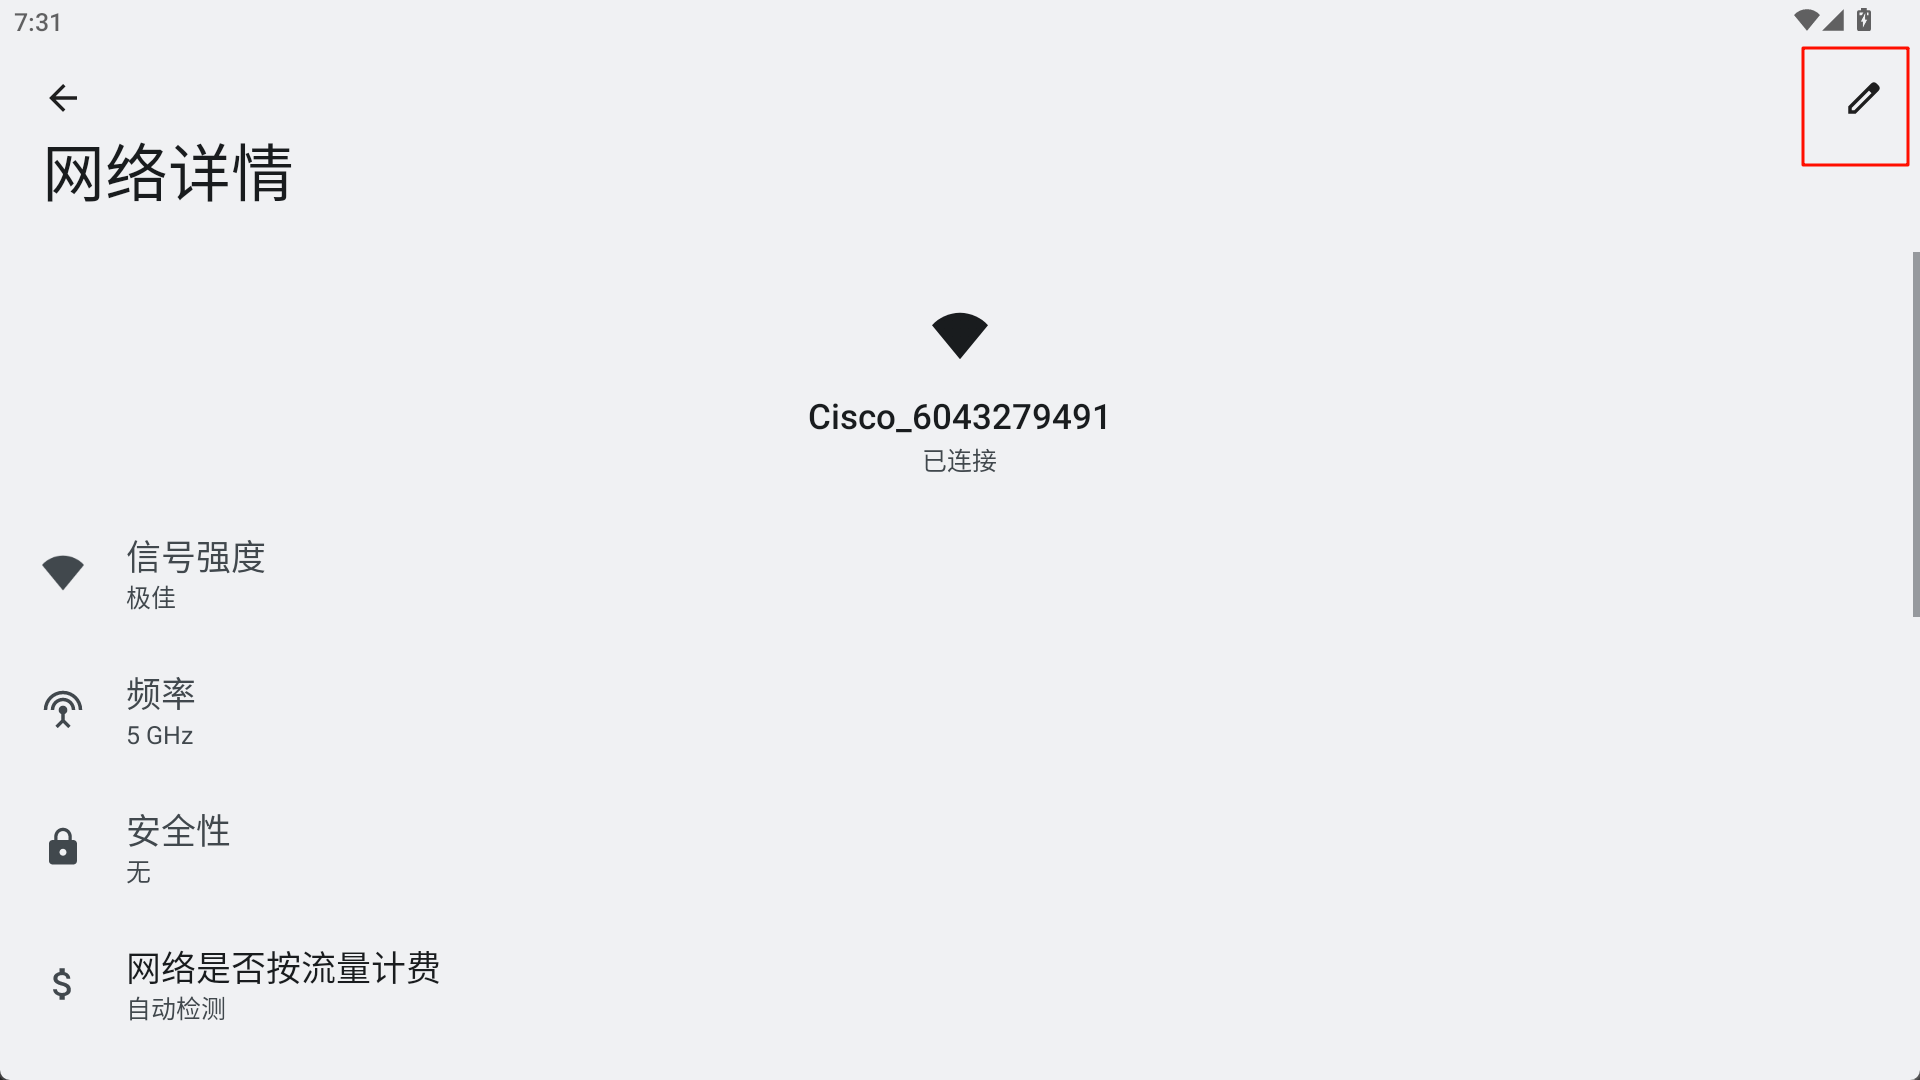 7:31
网络详情
Cisco_6043279491
已连接
信号强度
极佳
频率
5 GHz
安全性
无
网络是否按流量计费
自动检测